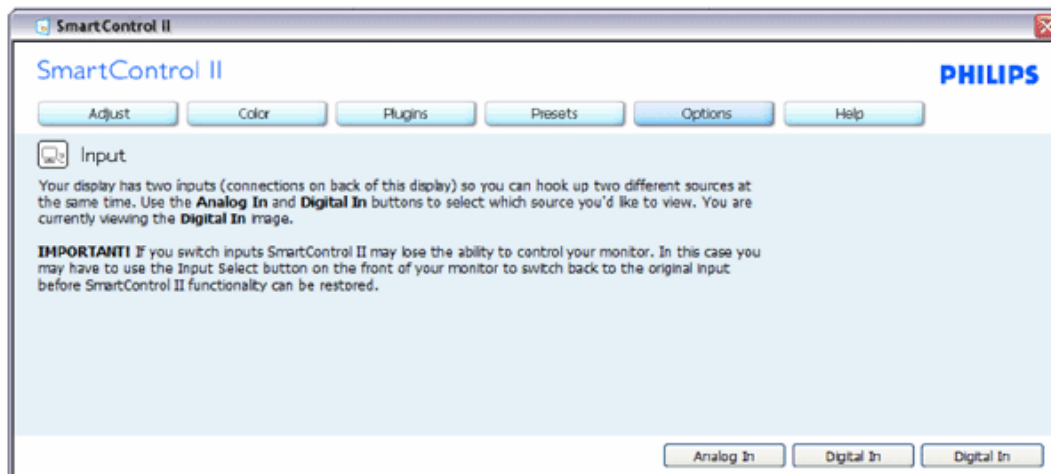 SmartControl II
SmartControl II
PHILIPS
Adjust
Color
Plugins
Presets
Options
Help
Input
Your display has two inputs (connections on back of this display) so you can hook up two different sources at
the same time. Use the Analog In and Digital In buttons to select which source you'd like to view. You are
currently viewing the Digital In image.
IMPORTANT! If you switch inputs SmartControl II may lose the ability to control your monitor. In this case you
may have to use the Input Select button on the front of your monitor to switch back to the original input
before SmartControl II functionality can be restored.
Analog In
Digital In
Digital In